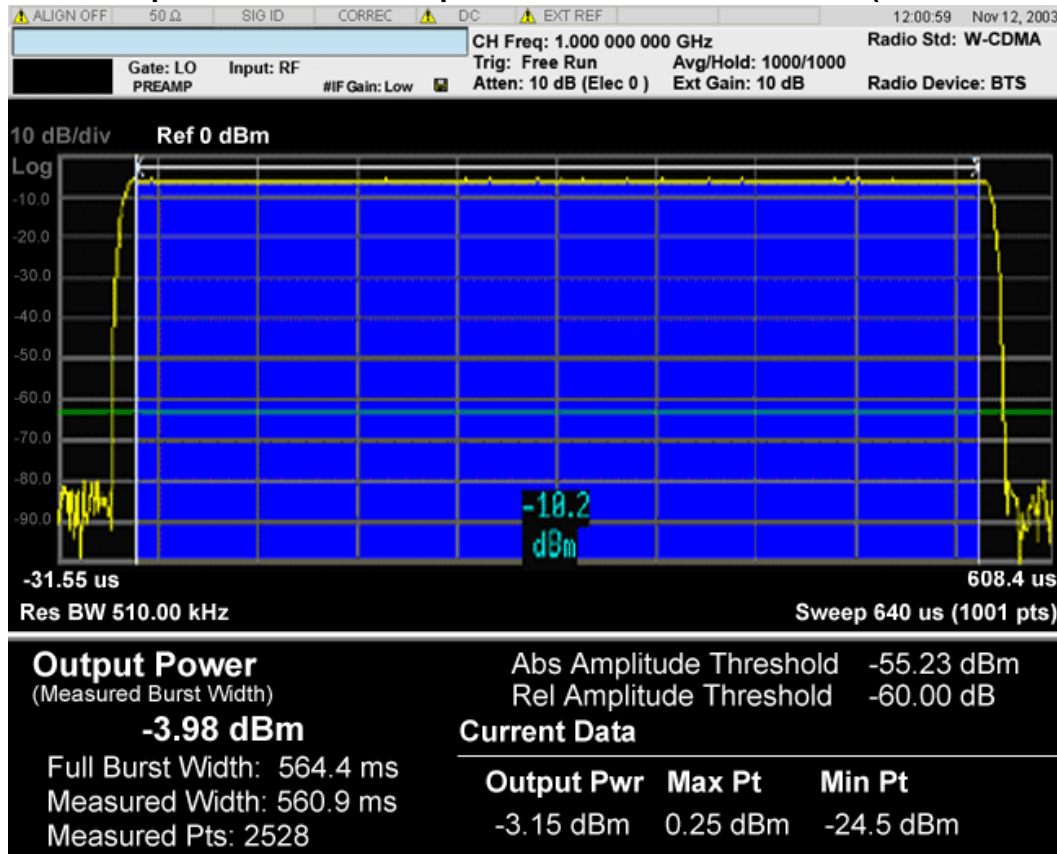 ALIGN OFF 50 Ω SIG ID CORREC DC EXT REF 12:00:59 Nov 12, 2003
CH Freq: 1.000 000 000 GHz Radio Std: W-CDMA
Gate: LO Input: RF Trig: Free Run Avg/Hold: 1000/1000
PREAMP #IF Gain: Low Atten: 10 dB (Elec 0 ) Ext Gain: 10 dB Radio Device: BTS
10 dB/div Ref 0 dBm
Log
-10.0
-20.0
-30.0
-40.0
-50.0
-60.0
-70.0
-80.0
-90.0
-10.2
dBm
-31.55 us 608.4 us
Res BW 510.00 kHz Sweep 640 us (1001 pts)
Output Power Abs Amplitude Threshold -55.23 dBm
(Measured Burst Width) Rel Amplitude Threshold -60.00 dB
-3.98 dBm Current Data
Full Burst Width: 564.4 ms
Output Pwr Max Pt Min Pt
Measured Width: 560.9 ms
-3.15 dBm 0.25 dBm -24.5 dBm
Measured Pts: 2528